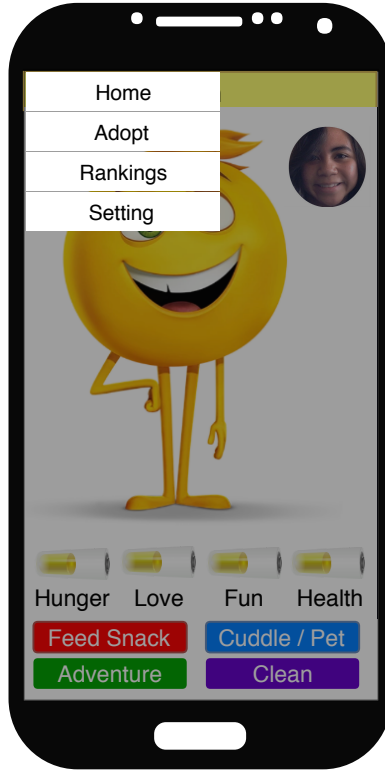 Home
Adopt
Rankings
Setting
Hunger Love Fun Health
Feed Snack Cuddle / Pet
Adventure Clean